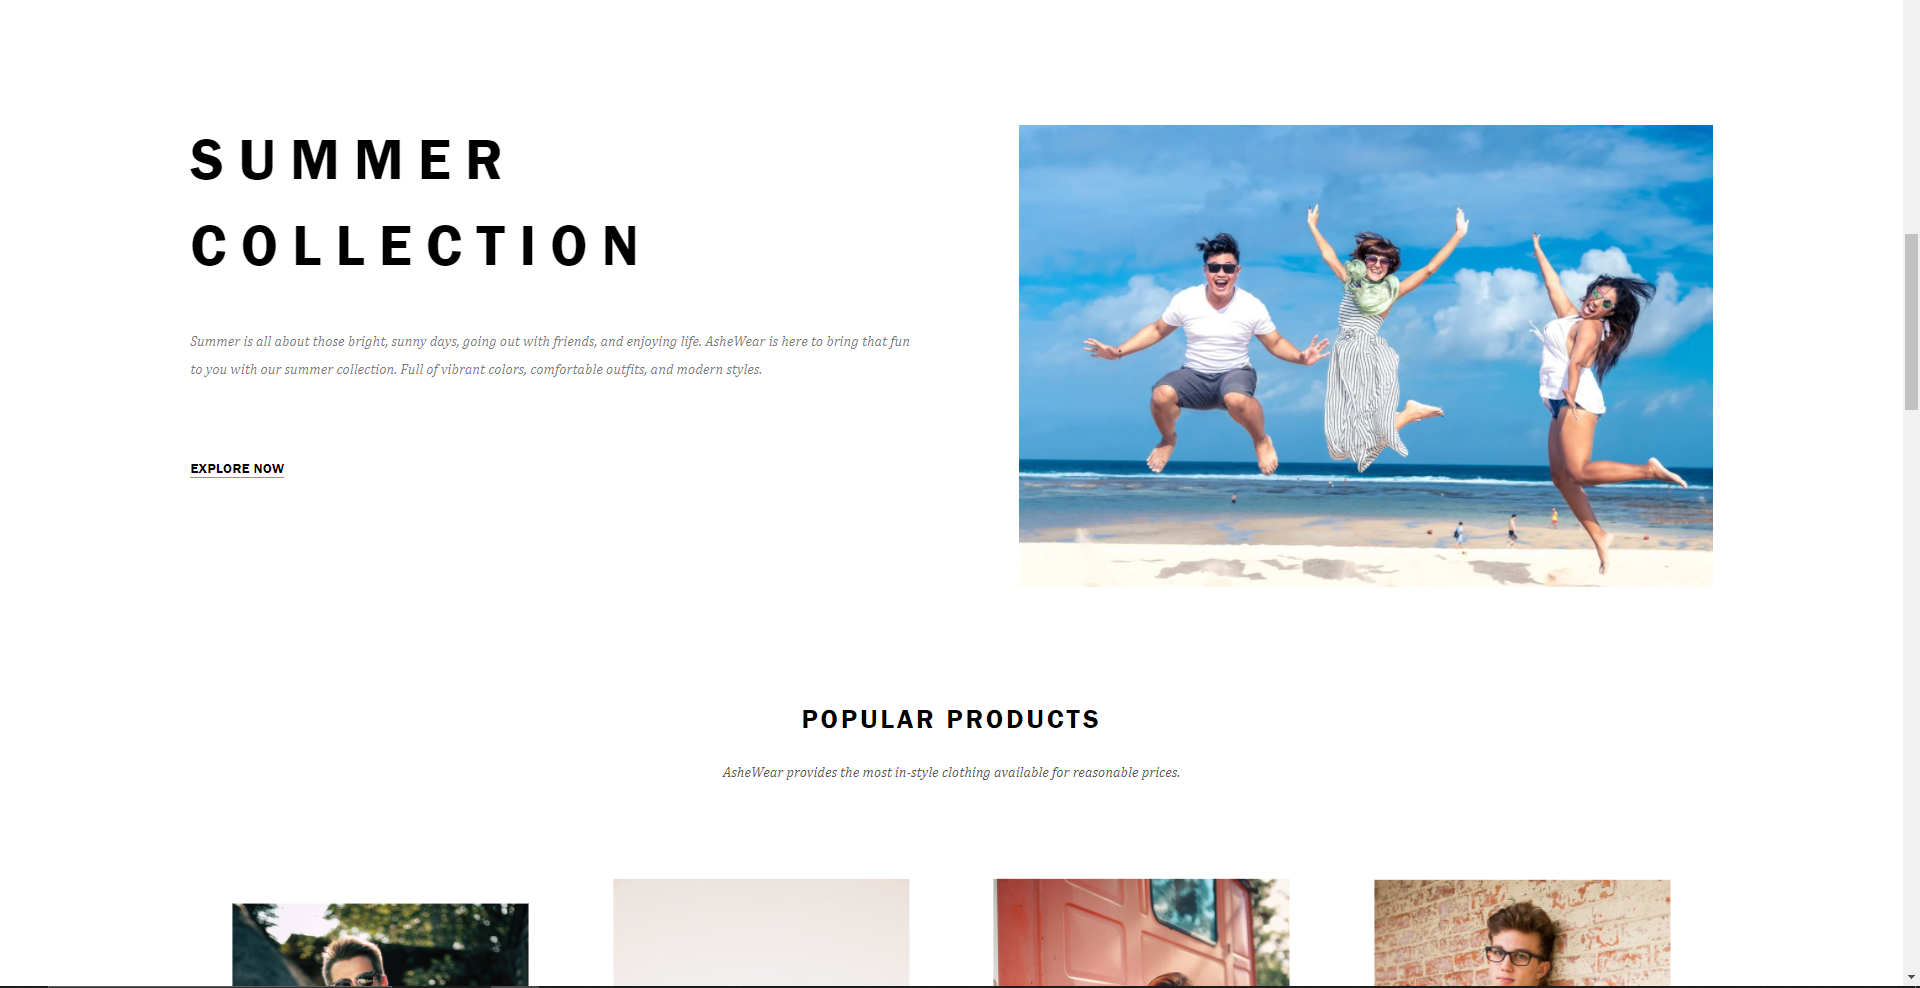 SUMMER
COLLECTION
Summer is all about those bright, sunny days, going out with friends, and enjoying life. AsheWear is here to bring that fun
to you with our summer collection. Full of vibrant colors, comfortable outfits, and modern styles.
EXPLORE NOW
POPULAR PRODUCTS
AsheWear provides the most in-style clothing available for reasonable prices.